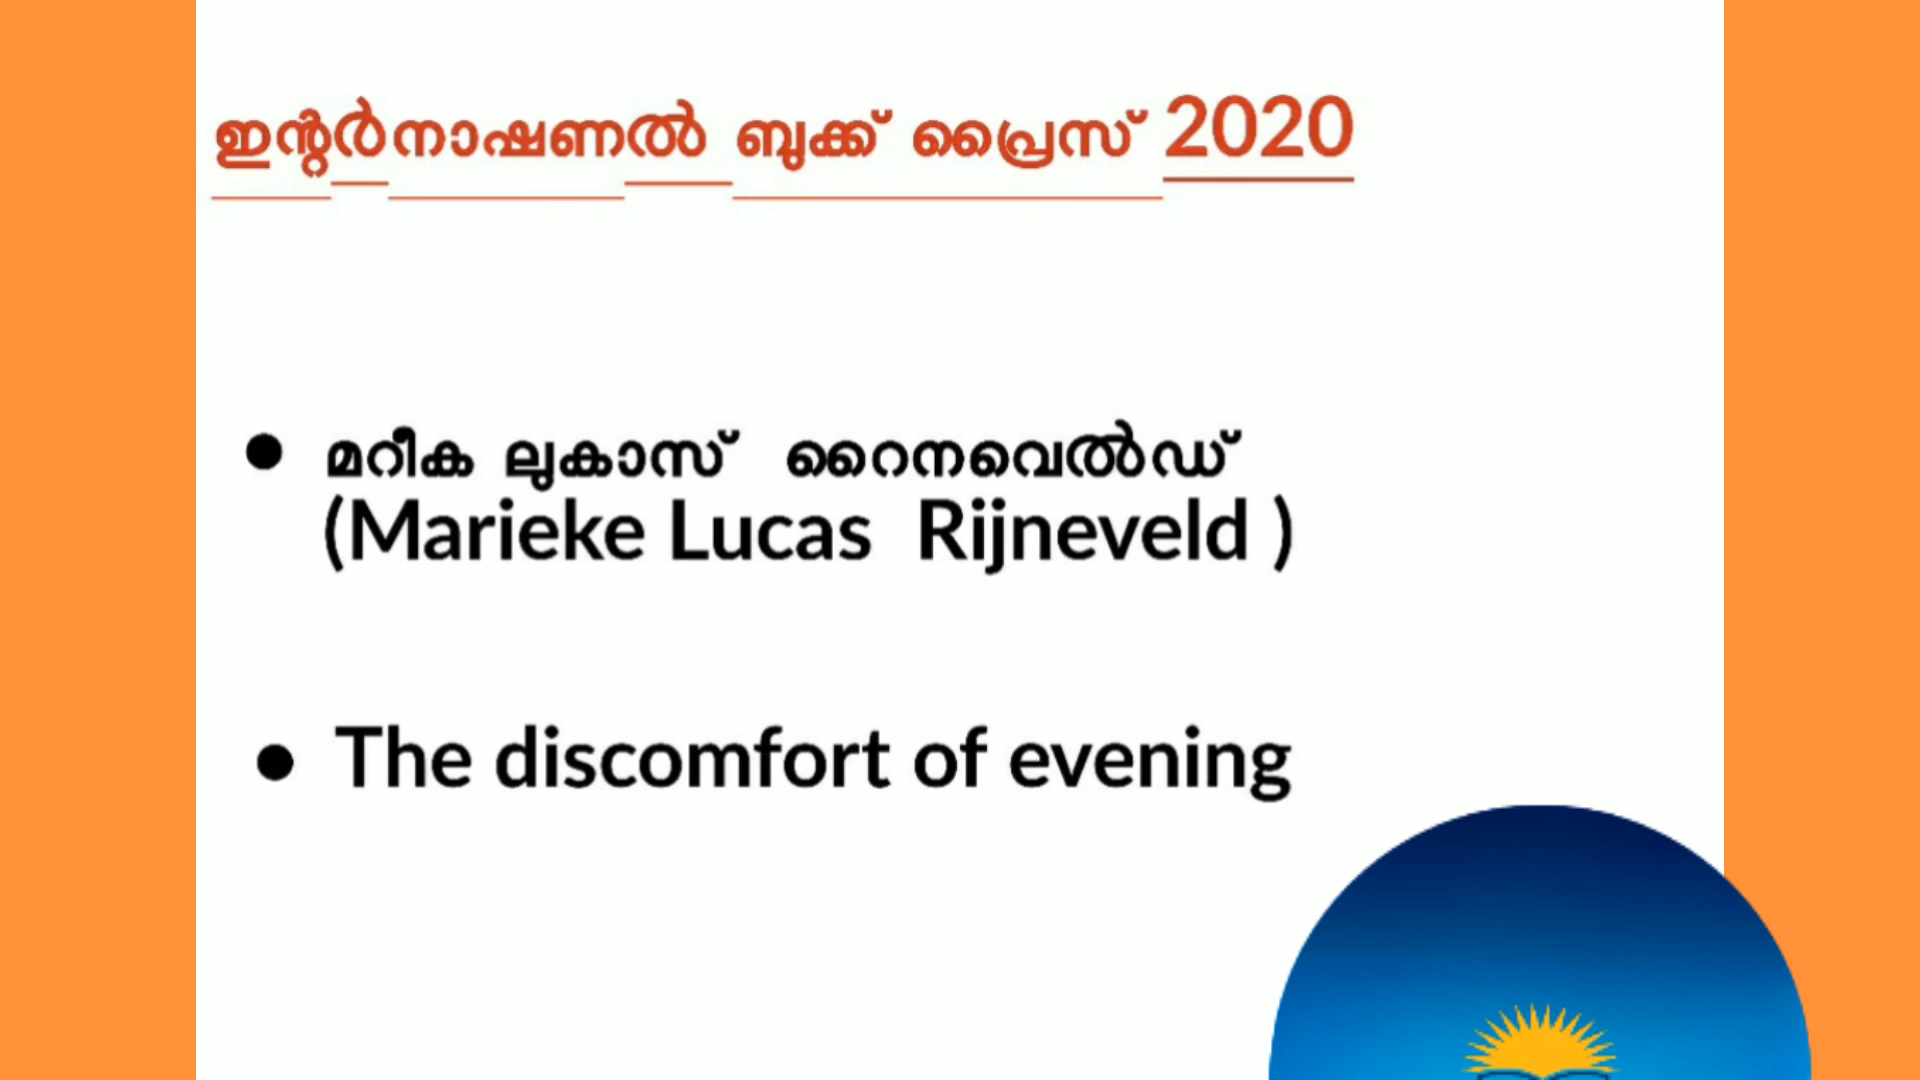 ഇന്റർനാഷണൽ ബുക്ക് പ്രൈസ് 2020
• മറീക ലുകാസ് റൈനവെൽഡ്
(Marieke Lucas Rijneveld )
• The discomfort of evening